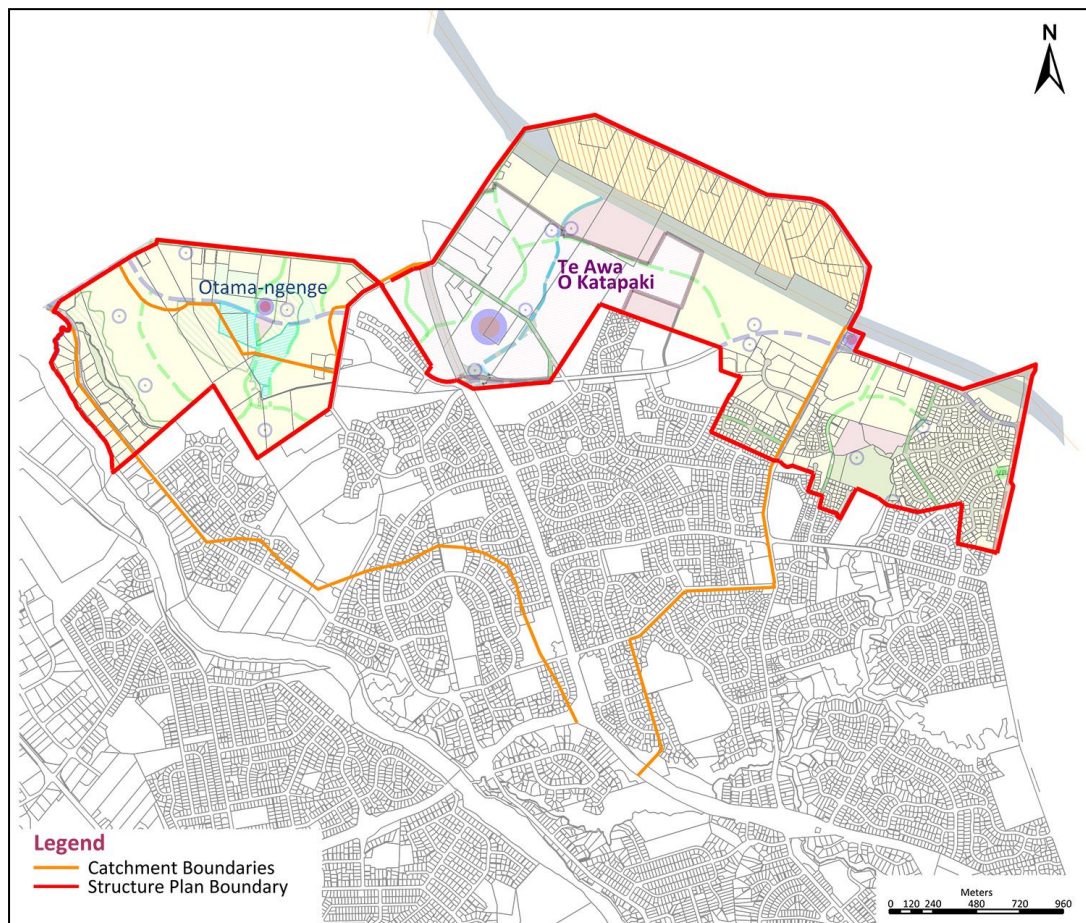 N
Otama-ngenge
Te Awa
O Katapaki
Legend
Catchment Boundaries
Structure Plan Boundary
Meters
0 120 240 480 720 960